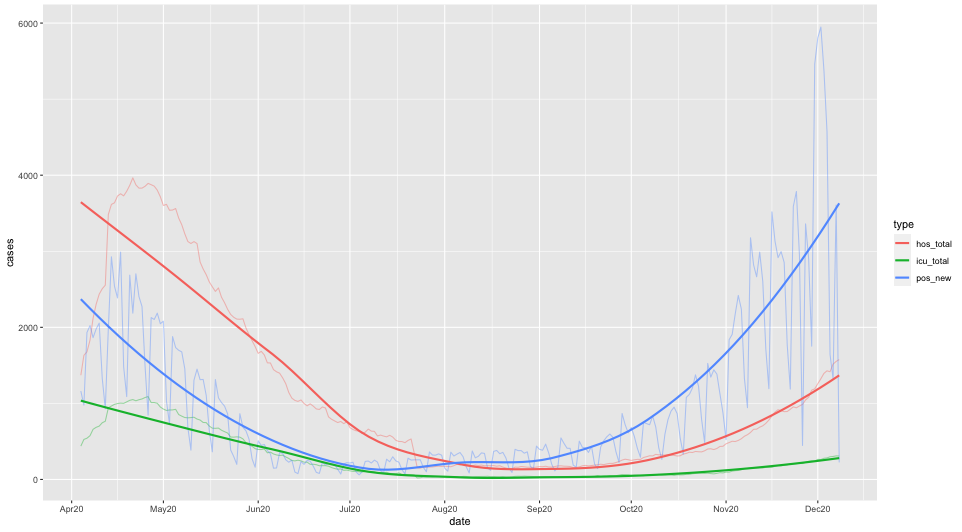 6000
4000
2000
0
cases
Apr20 May20 Jun20 Jul20 Aug20 Sep20 Oct20 Nov20 Dec20
date
type
hos_total
icu_total
pos_new